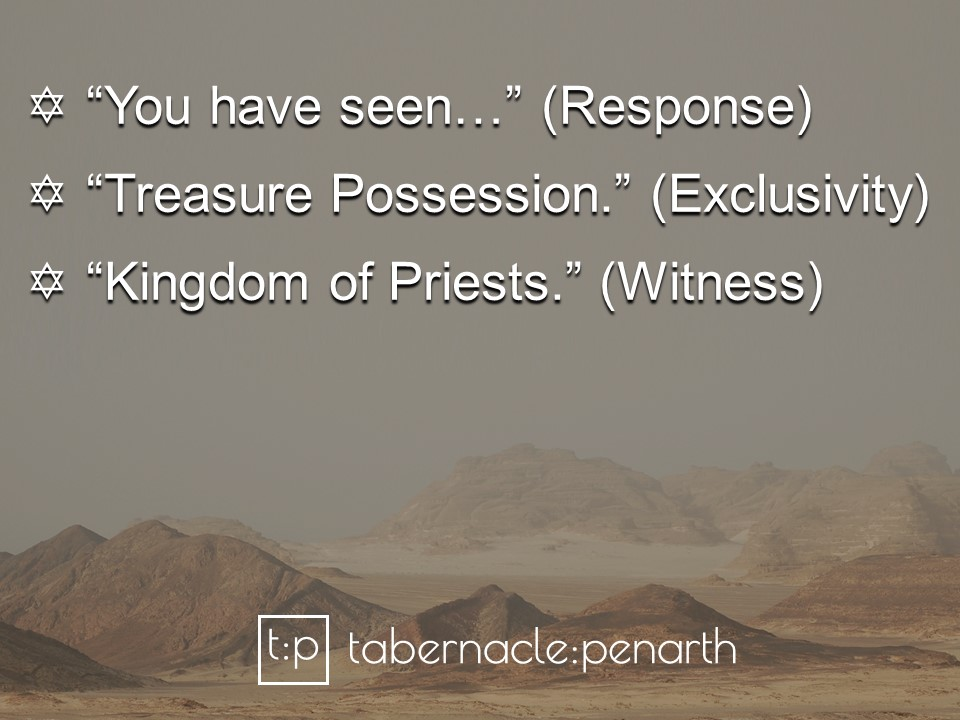 ✡ “You have seen…” (Response)
✡ “Treasure Possession.” (Exclusivity)
✡ “Kingdom of Priests.” (Witness)
t:p tabernacle:penarth